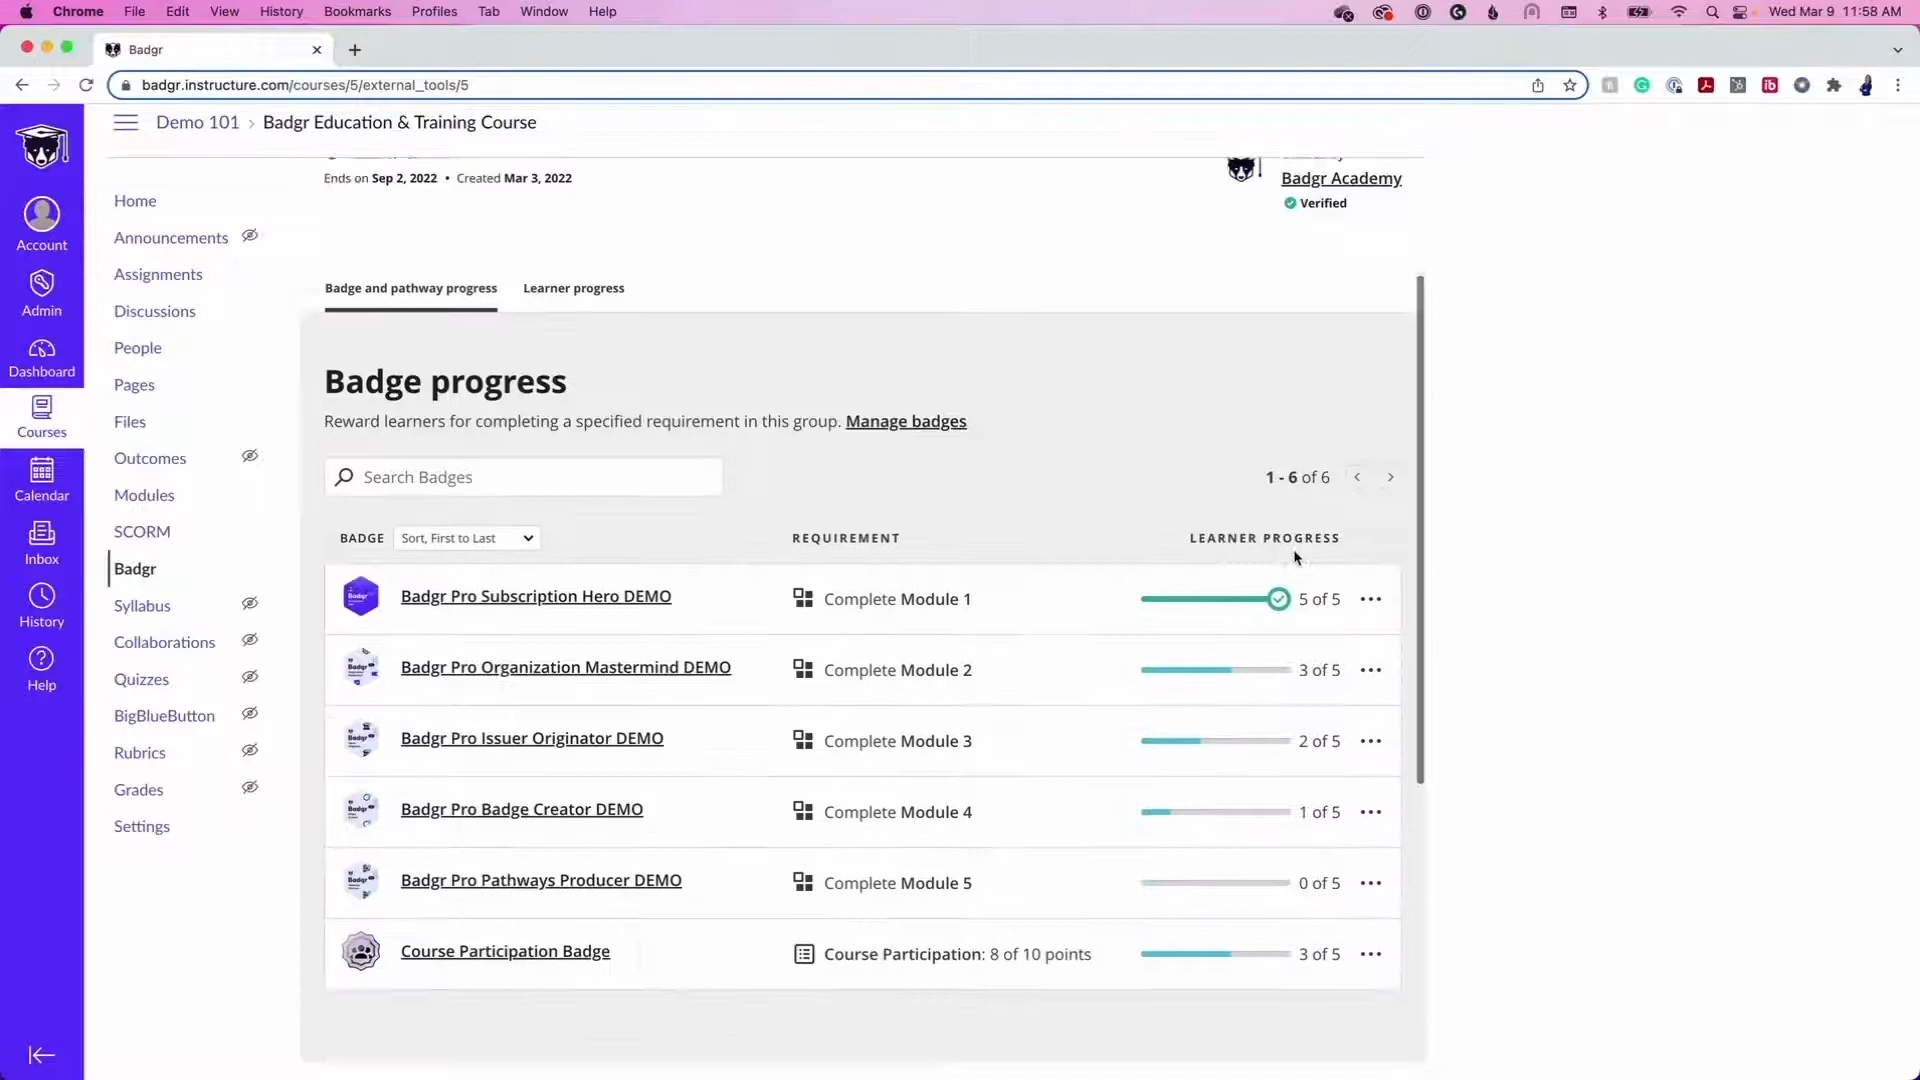 Chrome File Edit View History Bookmarks Profiles Tab Window Help Wed Mar 9 11:58 AM
Badgr
badgr.instructure.com/courses/5/external_tools/5
Demo 101 › Badgr Education & Training Course
Account
Admin
Dashboard
Courses
Calendar
Inbox
History
Help
Home
Announcements
Assignments
Discussions
People
Pages
Files
Outcomes
Modules
SCORM
Badgr
Syllabus
Collaborations
Quizzes
BigBlueButton
Rubrics
Grades
Settings
Ends on Sep 2, 2022 • Created Mar 3, 2022
Badgr Academy
Verified
Badge and pathway progress Learner progress
Badge progress
Reward learners for completing a specified requirement in this group. Manage badges
Search Badges 1 - 6 of 6
BADGE Sort, First to Last REQUIREMENT LEARNER PROGRESS
Badgr Pro Subscription Hero DEMO Complete Module 1 5 of 5
Badgr Pro Organization Mastermind DEMO Complete Module 2 3 of 5
Badgr Pro Issuer Originator DEMO Complete Module 3 2 of 5
Badgr Pro Badge Creator DEMO Complete Module 4 1 of 5
Badgr Pro Pathways Producer DEMO Complete Module 5 0 of 5
Course Participation Badge Course Participation: 8 of 10 points 3 of 5